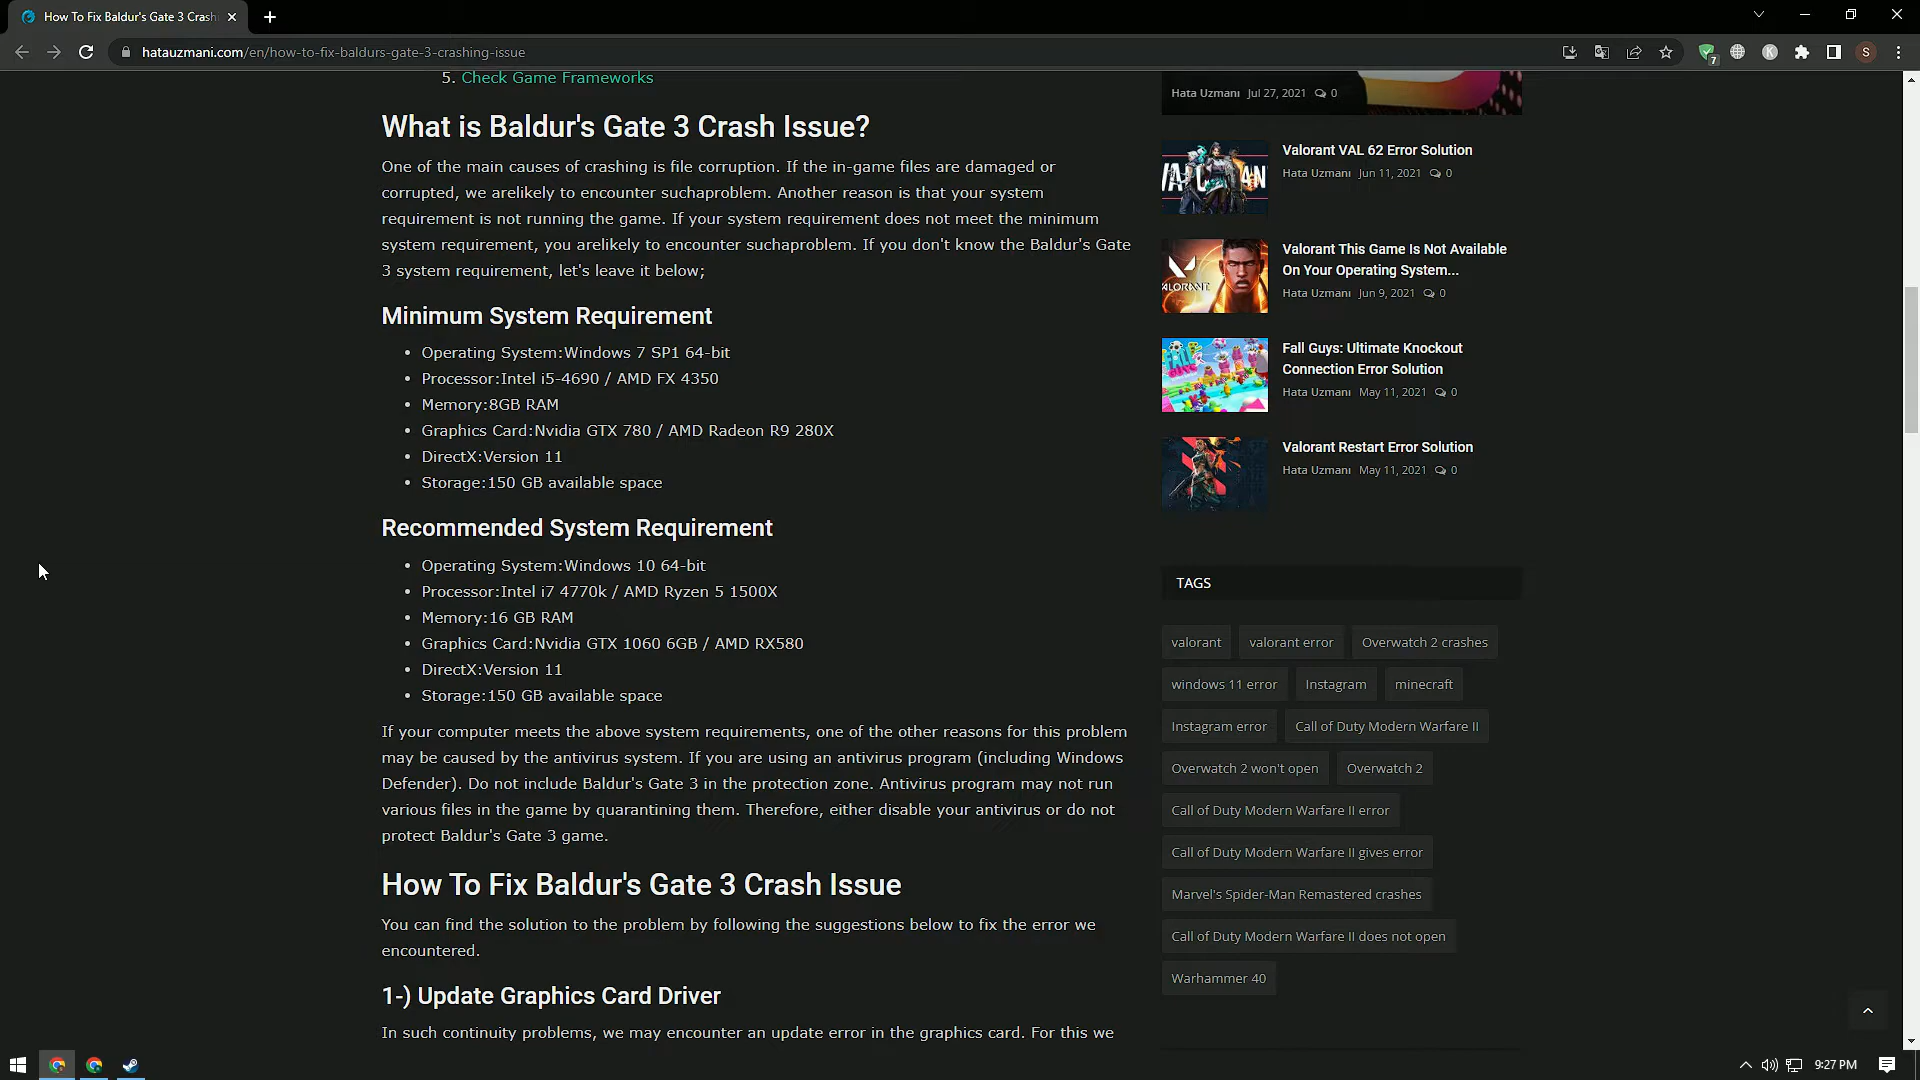 How To Fix Baldur's Gate 3 Crash
hatauzmani.com/en/how-to-fix-baldurs-gate-3-crashing-issue
7
K
S
5. Check Game Frameworks
What is Baldur's Gate 3 Crash Issue?
One of the main causes of crashing is file corruption. If the in-game files are damaged or
corrupted, we arelikely to encounter suchaproblem. Another reason is that your system
requirement is not running the game. If your system requirement does not meet the minimum
system requirement, you arelikely to encounter suchaproblem. If you don't know the Baldur's Gate
3 system requirement, let's leave it below;
Minimum System Requirement
• Operating System:Windows 7 SP1 64-bit
• Processor:Intel i5-4690 / AMD FX 4350
• Memory:8GB RAM
• Graphics Card:Nvidia GTX 780 / AMD Radeon R9 280X
• DirectX:Version 11
• Storage:150 GB available space
Recommended System Requirement
• Operating System:Windows 10 64-bit
• Processor:Intel i7 4770k / AMD Ryzen 5 1500X
• Memory:16 GB RAM
• Graphics Card:Nvidia GTX 1060 6GB / AMD RX580
• DirectX:Version 11
• Storage:150 GB available space
If your computer meets the above system requirements, one of the other reasons for this problem
may be caused by the antivirus system. If you are using an antivirus program (including Windows
Defender). Do not include Baldur's Gate 3 in the protection zone. Antivirus program may not run
various files in the game by quarantining them. Therefore, either disable your antivirus or do not
protect Baldur's Gate 3 game.
How To Fix Baldur's Gate 3 Crash Issue
You can find the solution to the problem by following the suggestions below to fix the error we
encountered.
1-) Update Graphics Card Driver
In such continuity problems, we may encounter an update error in the graphics card. For this we
Hata Uzmanı Jul 27, 2021 0
Valorant VAL 62 Error Solution
Hata Uzmanı Jun 11, 2021 0
Valorant This Game Is Not Available
On Your Operating System...
Hata Uzmanı Jun 9, 2021 0
VALORANT
Fall Guys: Ultimate Knockout
Connection Error Solution
Hata Uzmanı May 11, 2021 0
Valorant Restart Error Solution
Hata Uzmanı May 11, 2021 0
TAGS
valorant valorant error Overwatch 2 crashes
windows 11 error Instagram minecraft
Instagram error Call of Duty Modern Warfare II
Overwatch 2 won't open Overwatch 2
Call of Duty Modern Warfare II error
Call of Duty Modern Warfare II gives error
Marvel's Spider-Man Remastered crashes
Call of Duty Modern Warfare II does not open
Warhammer 40
9:27 PM